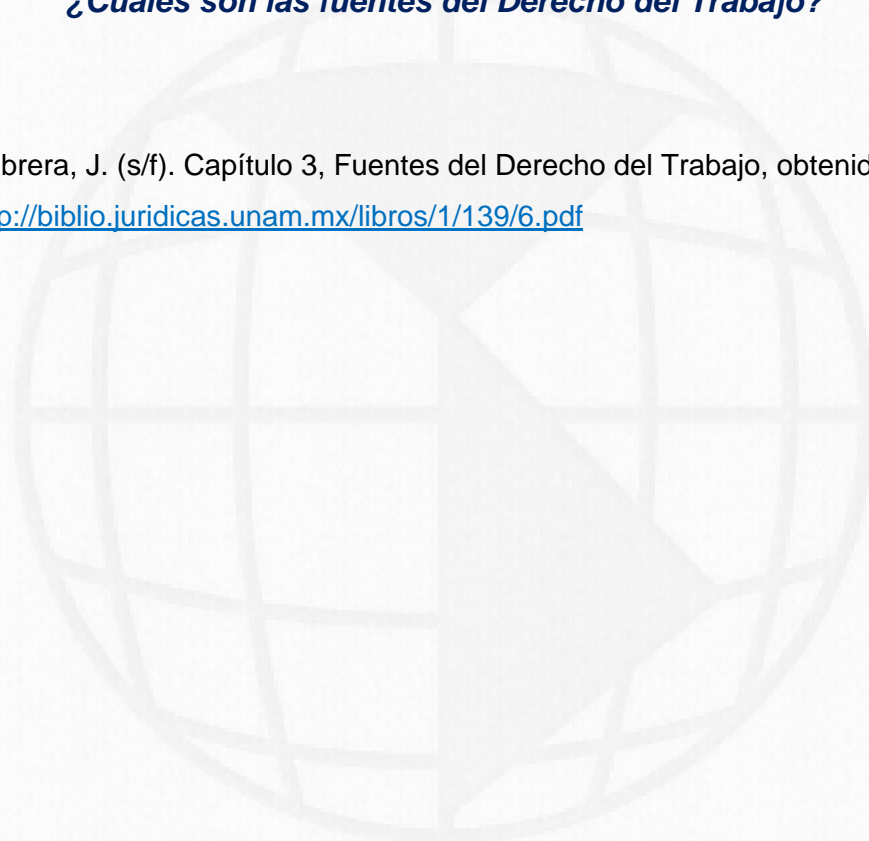 ¿Cuáles son las fuentes del Derecho del Trabajo?
brera, J. (s/f). Capítulo 3, Fuentes del Derecho del Trabajo, obtenid
p://biblio.juridicas.unam.mx/libros/1/139/6.pdf